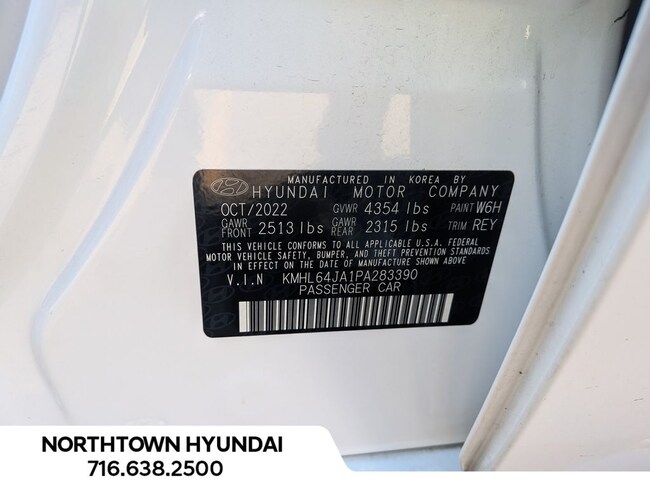 MANUFACTURED IN KOREA BY
HYUNDAI MOTOR COMPANY
OCT/2022 GVWR 4354 lbs PAINT W6H
GAWR FRONT 2513 lbs GAWR REAR 2315 lbs TRIM REY
THIS VEHICLE CONFORMS TO ALL APPLICABLE U.S.A. FEDERAL
MOTOR VEHICLE SAFETY, BUMPER, AND THEFT PREVENTION STANDARDS
IN EFFECT ON THE DATE OF MANUFACTURE SHOWN ABOVE
V.I.N KMHL64JA1PA283390
PASSENGER CAR
NORTHTOWN HYUNDAI
716.638.2500